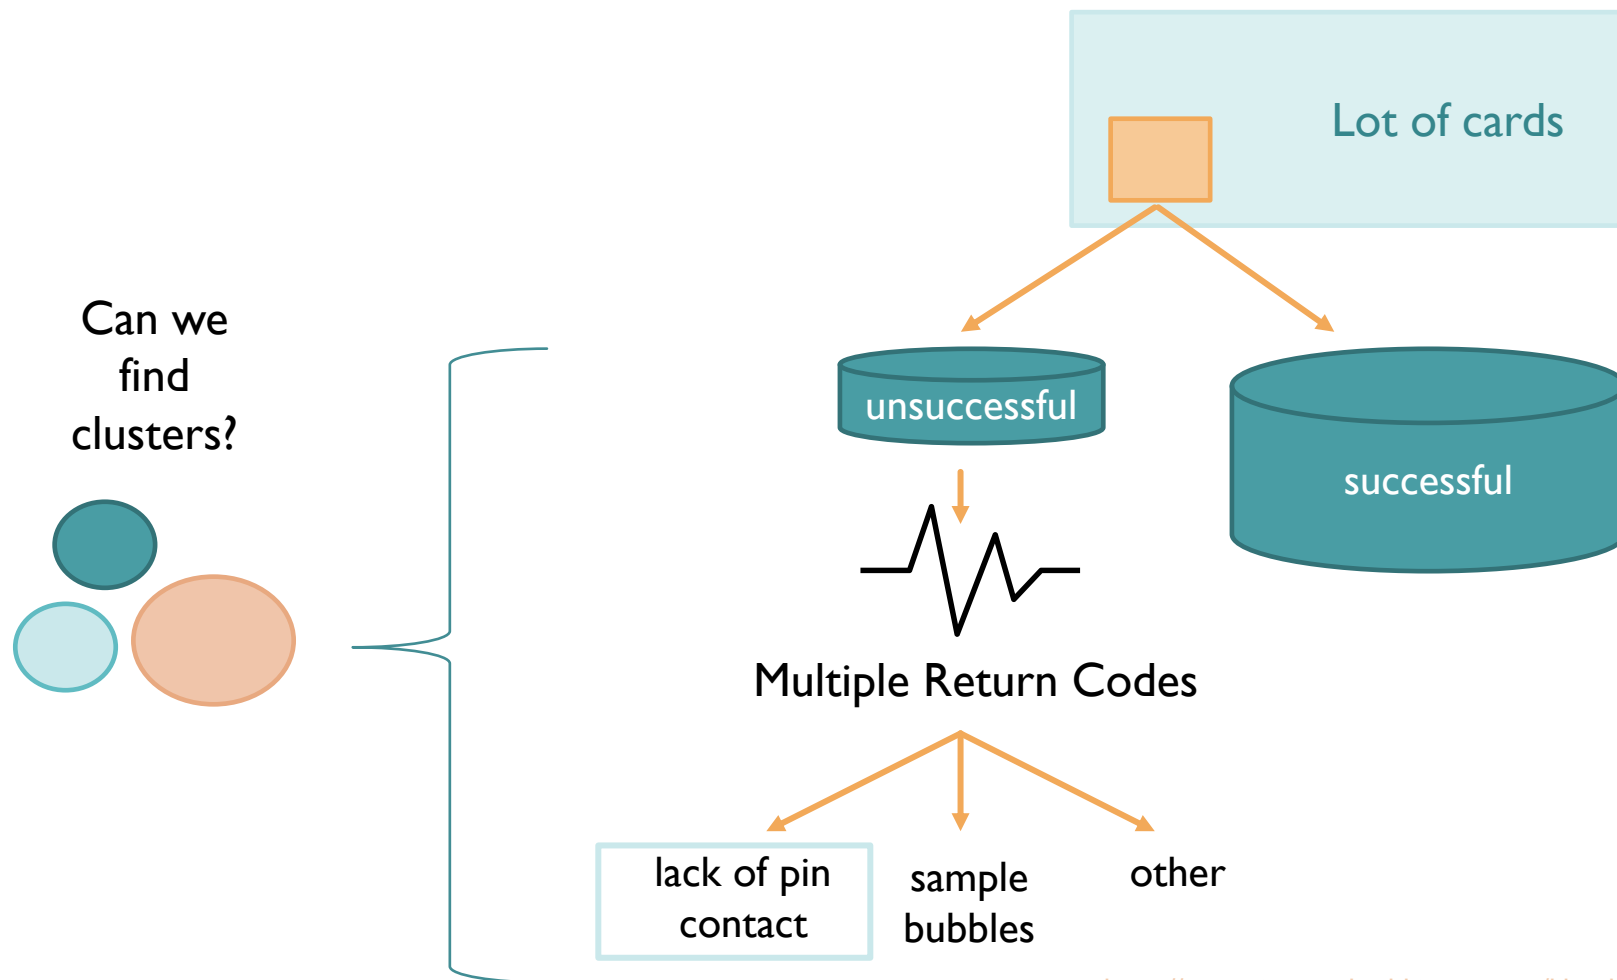 Lot of cards
Can we
find
clusters?
unsuccessful
successful
Multiple Return Codes
lack of pin
contact
sample
bubbles
other